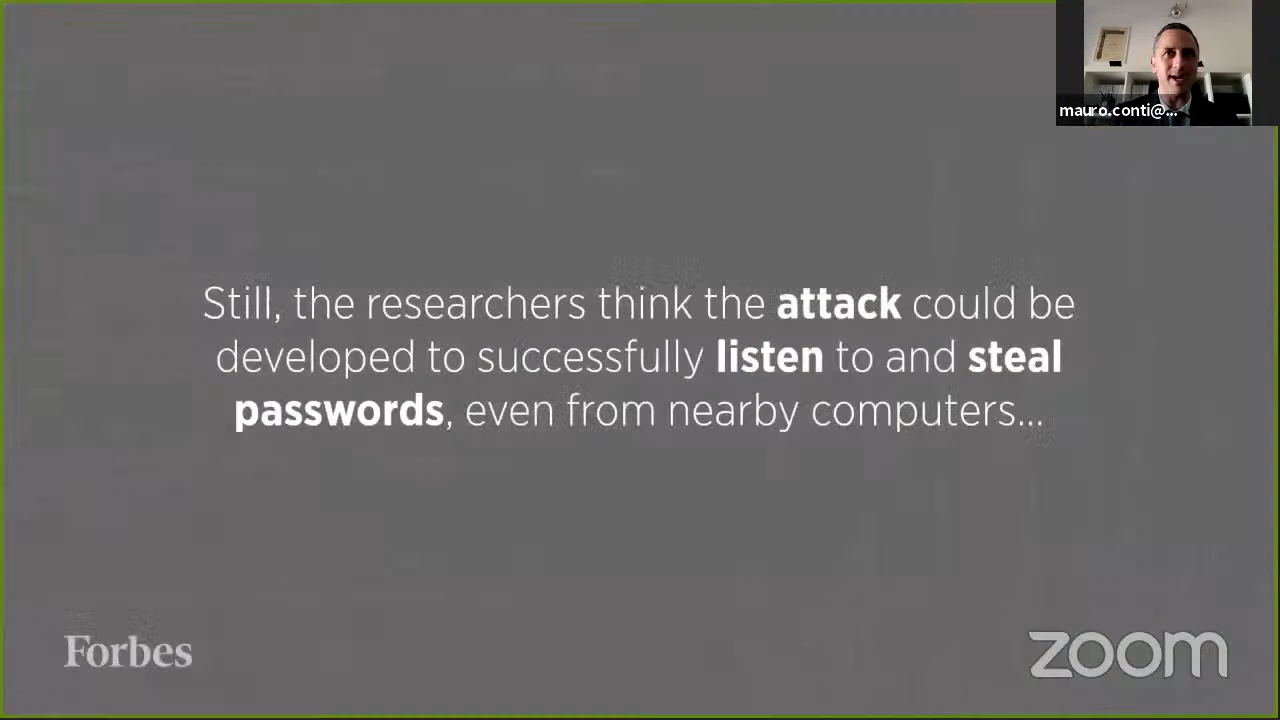 mauro.conti@...
Still, the researchers think the attack could be
developed to successfully listen to and steal
passwords, even from nearby computers...
Forbes
zoom